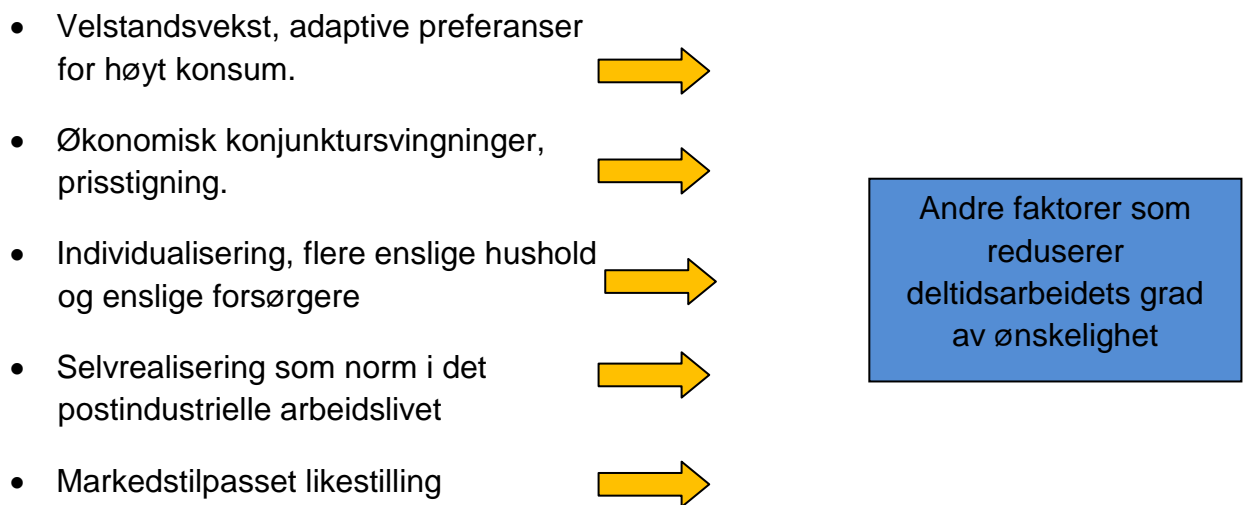 • Velstandsvekst, adaptive preferanser
for høyt konsum.
• Økonomisk konjunktursvingninger,
prisstigning.
• Individualisering, flere enslige hushold
og enslige forsørgere
• Selvrealisering som norm i det
postindustrielle arbeidslivet
• Markedstilpasset likestilling
Andre faktorer som
reduserer
deltidsarbeidets grad
av ønskelighet